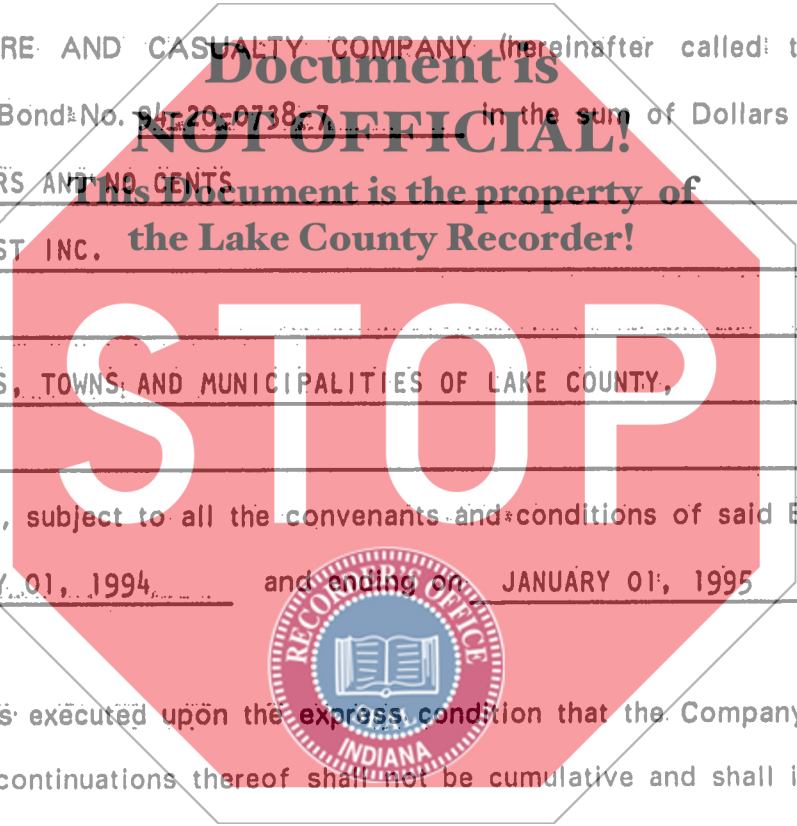 RE AND CASUALTY COMPANY (hereinafter called t
Document is
Bond No. 94-20-0738-7 in the sum of Dollars
NOT OFFICIAL!
RS AND NO CENTS
This Document is the property of
ST INC.
the Lake County Recorder!
STOP
S, TOWNS AND MUNICIPALITIES OF LAKE COUNTY,
, subject to all the convenants and conditions of said B
Y 01, 1994 and ending on JANUARY 01, 1995
RECORDER'S OFFICE
INDIANA
s executed upon the express condition that the Company
continuations thereof shall not be cumulative and shall i